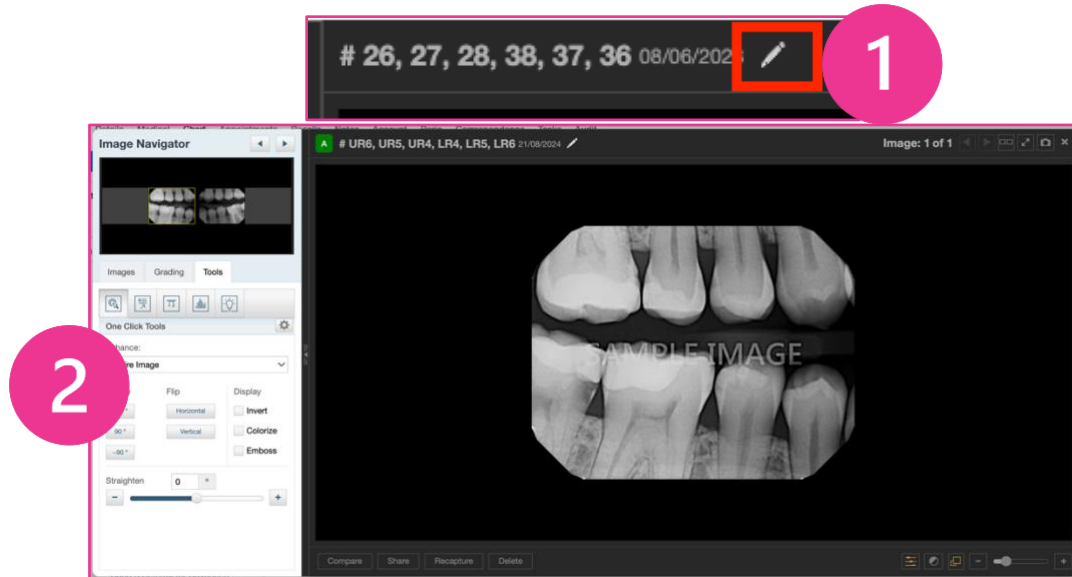 # 26, 27, 28, 38, 37, 36 08/06/202
1
Image Navigator
A # UR6, UR5, UR4, LR4, LR5, LR6 21/08/2024
Image: 1 of 1
Images Grading Tools
One Click Tools
Image
Flip Display
Horizontal Invert
90 ° Vertical Colorize
-90 ° Emboss
Straighten 0 °
2
SAMPLE IMAGE
Compare Share Recapture Delete